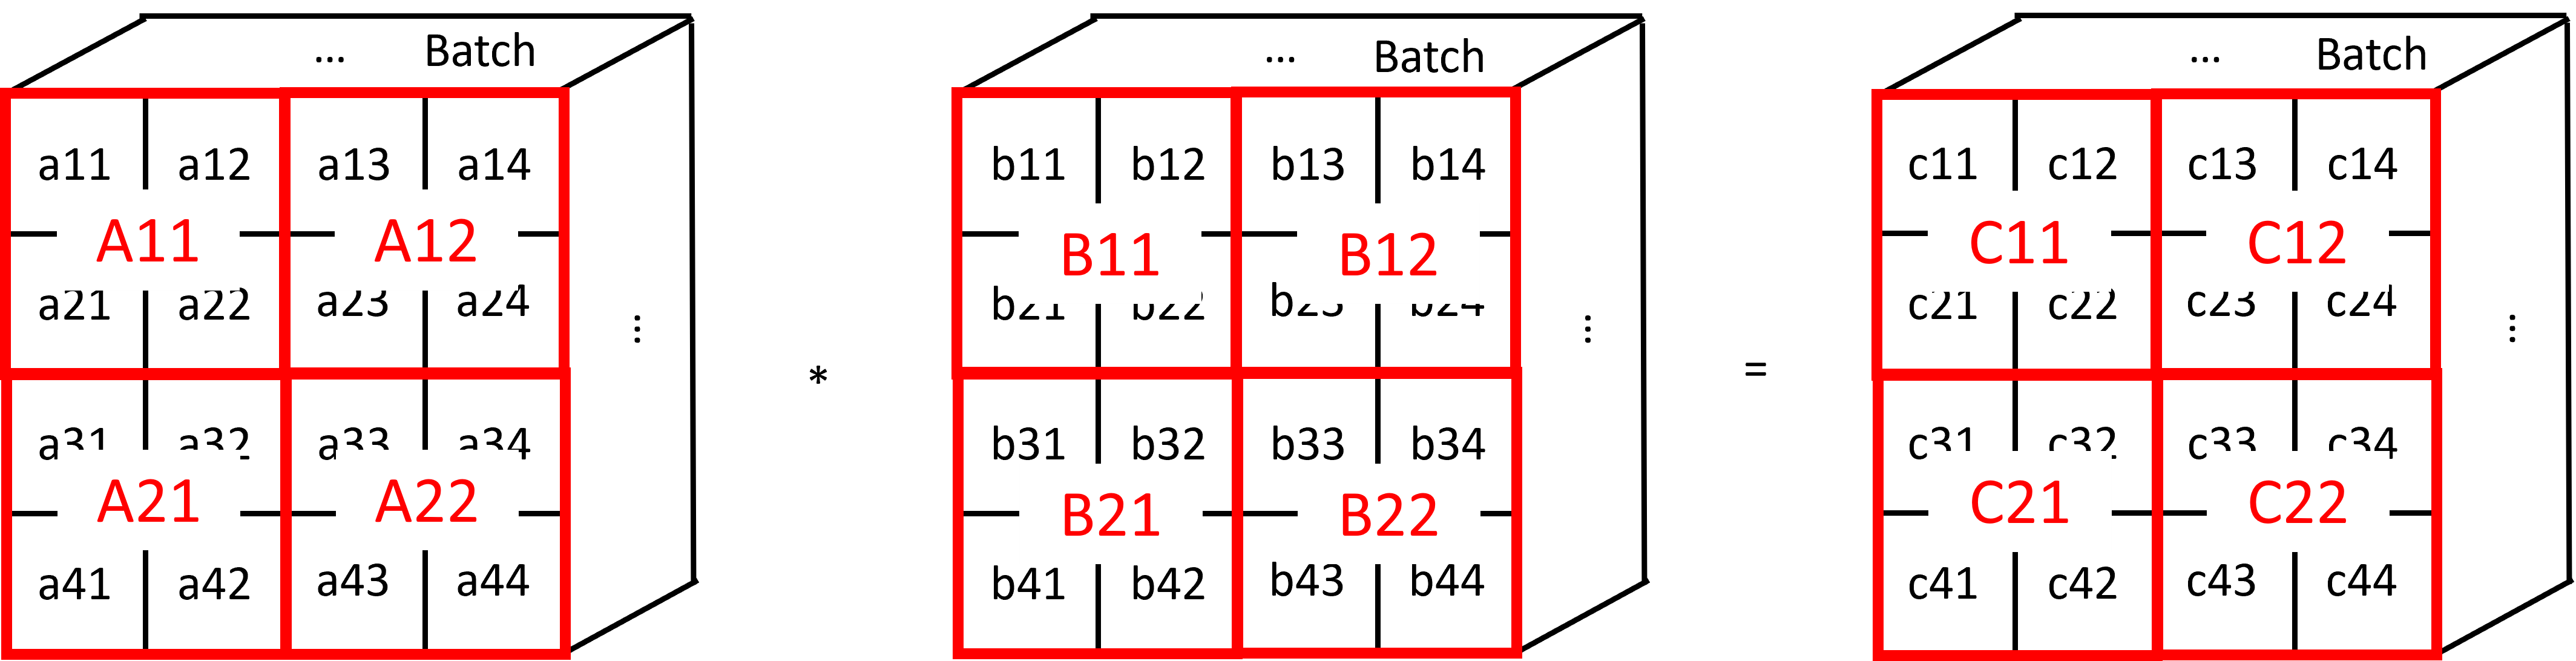 ... Batch ... Batch ... Batch
a11 a12 a13 a14 b11 b12 b13 b14 c11 c12 c13 c14
A11 A12 B11 B12 C11 C12
a21 a22 a23 a24 b21 b22 b23 b24 c21 c22 c23 c24
... ... ...
* =
a31 a32 a33 a34 b31 b32 b33 b34 c31 c32 c33 c34
A21 A22 B21 B22 C21 C22
a41 a42 a43 a44 b41 b42 b43 b44 c41 c42 c43 c44